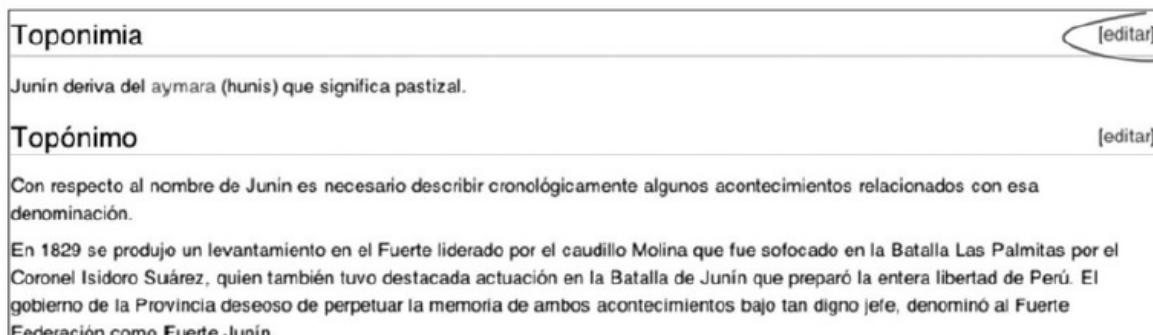 Toponimia [editar]
Junín deriva del aymara (hunis) que significa pastizal.
Topónimo [editar]
Con respecto al nombre de Junín es necesario describir cronológicamente algunos acontecimientos relacionados con esa
denominación.
En 1829 se produjo un levantamiento en el Fuerte liderado por el caudillo Molina que fue sofocado en la Batalla Las Palmitas por el
Coronel Isidoro Suárez, quien también tuvo destacada actuación en la Batalla de Junín que preparó la entera libertad de Perú. El
gobierno de la Provincia deseoso de perpetuar la memoria de ambos acontecimientos bajo tan digno jefe, denominó al Fuerte
Federación como Fuerte Junín